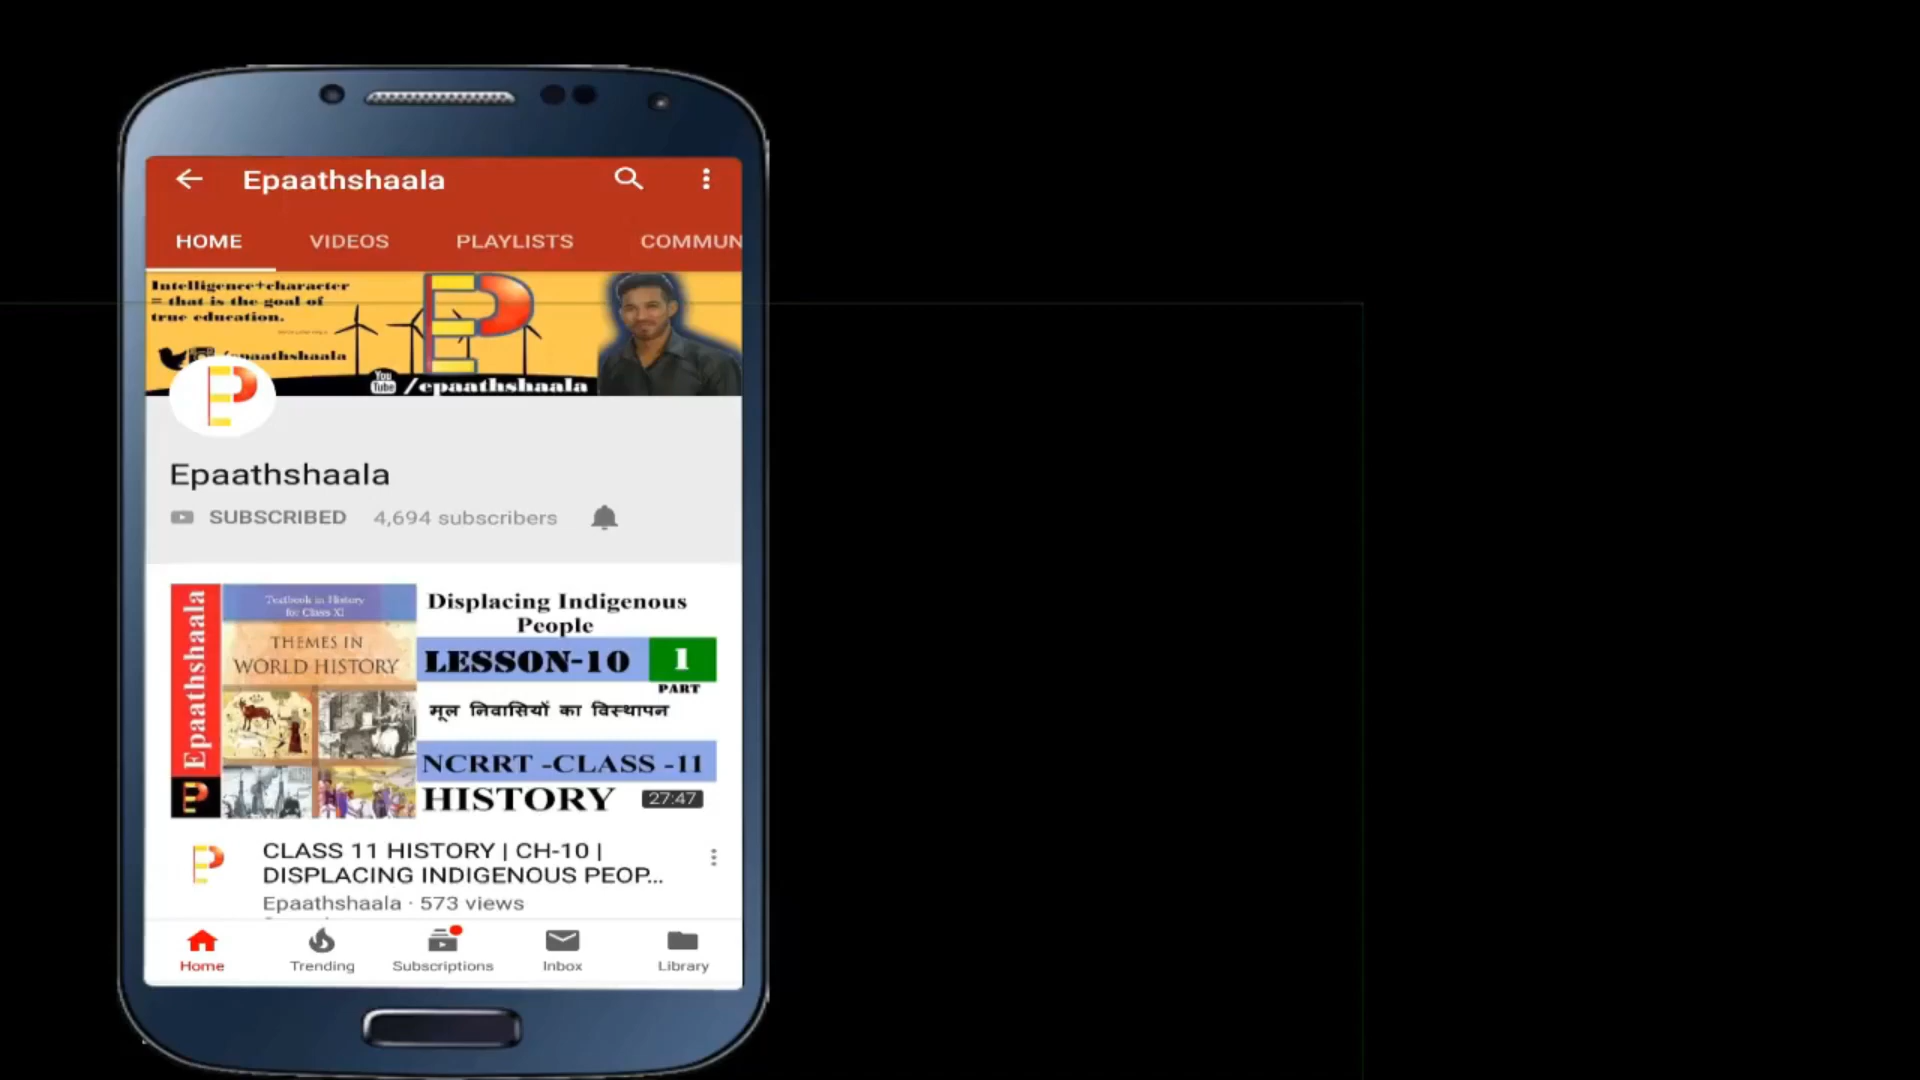 Epaathshaala
HOME VIDEOS PLAYLISTS COMMUN
Intelligence+character
= that is the goal of
true education.
/epaathshaala
You
Tube /epaathshaala
Epaathshaala
SUBSCRIBED 4,694 subscribers
Epaathshaala
Textbook in History
for Class XI
THEMES IN
WORLD HISTORY
Displacing Indigenous
People
LESSON-10 1
PART
मूल निवासियों का विस्थापन
NCRRT -CLASS -11
HISTORY 27:47
CLASS 11 HISTORY | CH-10 |
DISPLACING INDIGENOUS PEOP...
Epaathshaala · 573 views
Home Trending Subscriptions Inbox Library